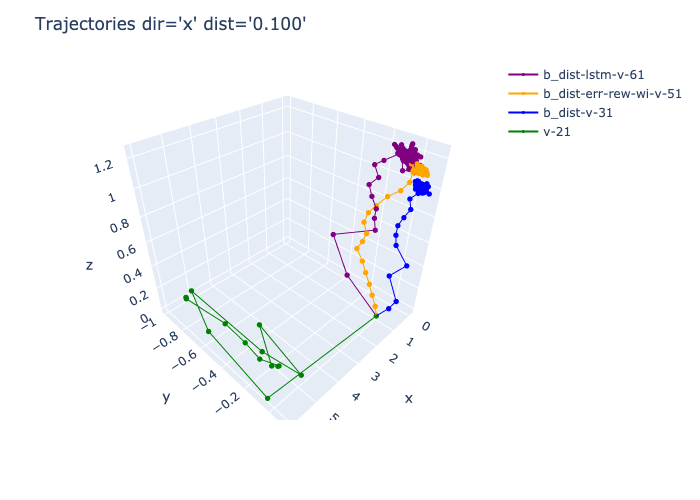 Trajectories dir='x' dist='0.100'
b_dist-lstm-v-61
b_dist-err-rew-wi-v-51
b_dist-v-31
v-21
1.2
1
0.8
0.6
0.4
0.2
0
z
−1
−0.8
−0.6
−0.4
−0.2
y
0
1
2
3
4
x